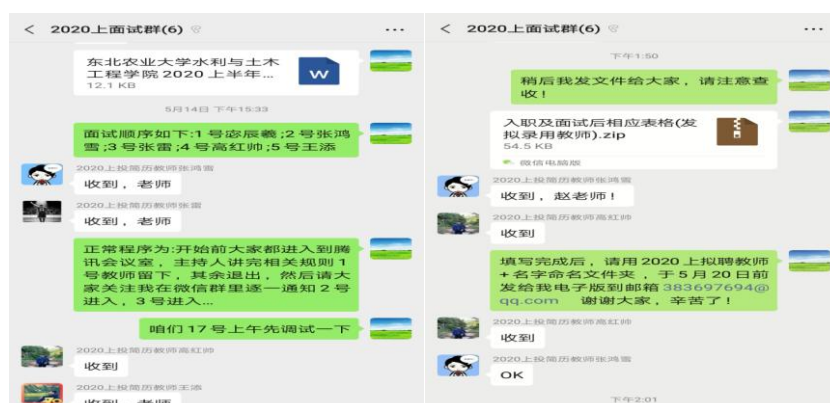 2020上面试群(6)
东北农业大学水利与土木
工程学院2020上半年...
12.1 KB
5月14日 下午15:33
面试顺序如下:1号宓辰羲;2号张鸿
雪;3号张雷;4号高红帅;5号王添
2020上投简历教师张鸿雪
收到，老师
2020上投简历教师张雷
收到，老师
正常程序为:开始前大家都进入到腾
讯会议室，主持人讲完相关规则1
号教师留下，其余退出，然后请大
家关注我在微信群里逐一通知2号
进入，3号进入...
咱们17号上午先调试一下
2020上投简历教师高红帅
收到
2020上投简历教师王添
收到，老师
2020上面试群(6)
下午1:50
稍后我发文件给大家，请注意查
收！
入职及面试后相应表格(发
拟录用教师).zip
54.5 KB
微信电脑版
2020上投简历教师张鸿雪
收到，赵老师！
2020上投简历教师高红帅
收到
填写完成后，请用2020上拟聘教师
+名字命名文件夹，于5月20日前
发给我电子版到邮箱383697694@
qq.com 谢谢大家，辛苦了！
2020上投简历教师高红帅
收到
2020上投简历教师张鸿雪
OK
下午2:01